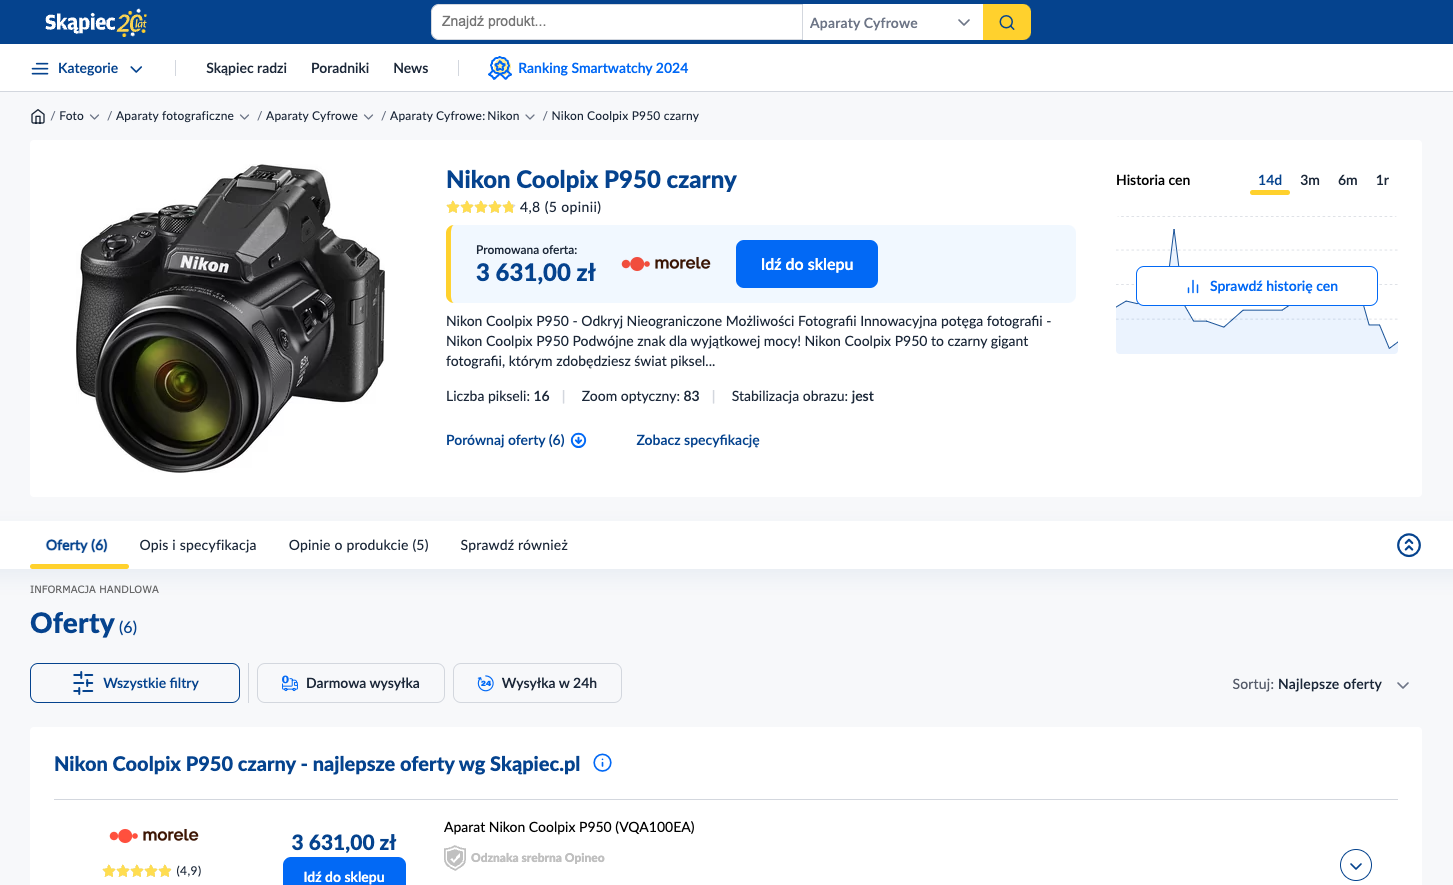 Skąpiec 20 lat
Znajdź produkt...
Aparaty Cyfrowe
Kategorie
Skąpiec radzi
Poradniki
News
Ranking Smartwatchy 2024
/ Foto / Aparaty fotograficzne / Aparaty Cyfrowe / Aparaty Cyfrowe: Nikon / Nikon Coolpix P950 czarny
Nikon
Nikon Coolpix P950 czarny
4,8 (5 opinii)
Promowana oferta:
3 631,00 zł
morele
Idź do sklepu
Nikon Coolpix P950 - Odkryj Nieograniczone Możliwości Fotografii Innowacyjna potęga fotografii -
Nikon Coolpix P950 Podwójne znak dla wyjątkowej mocy! Nikon Coolpix P950 to czarny gigant
fotografii, którym zdobędziesz świat piksel...
Liczba pikseli: 16 | Zoom optyczny: 83 | Stabilizacja obrazu: jest
Porównaj oferty (6)
Zobacz specyfikację
Historia cen
14d 3m 6m 1r
Sprawdź historię cen
Oferty (6)
Opis i specyfikacja
Opinie o produkcie (5)
Sprawdź również
INFORMACJA HANDLOWA
Oferty (6)
Wszystkie filtry
Darmowa wysyłka
24
Wysyłka w 24h
Sortuj: Najlepsze oferty
Nikon Coolpix P950 czarny - najlepsze oferty wg Skąpiec.pl
morele
(4,9)
3 631,00 zł
Idź do sklepu
Aparat Nikon Coolpix P950 (VQA100EA)
Odznaka srebrna Opineo